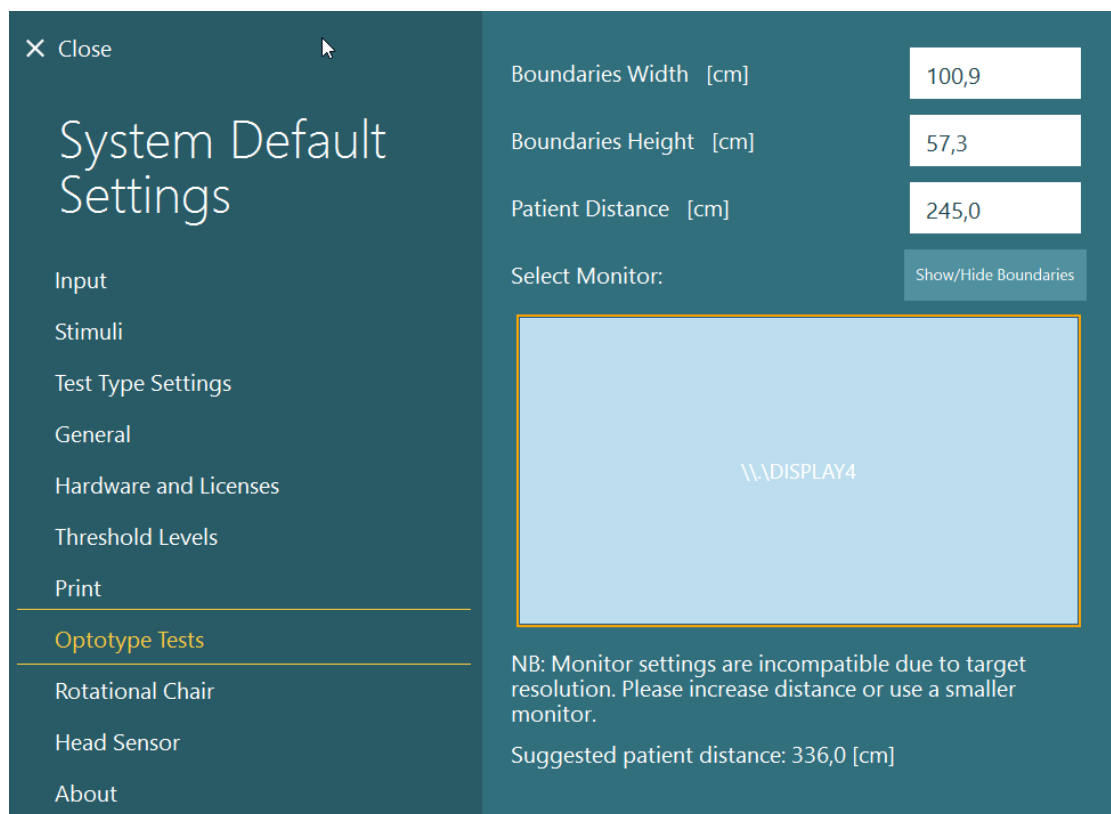 Close
System Default
Settings
Input
Stimuli
Test Type Settings
General
Hardware and Licenses
Threshold Levels
Print
Optotype Tests
Rotational Chair
Head Sensor
About
Boundaries Width [cm] 100,9
Boundaries Height [cm] 57,3
Patient Distance [cm] 245,0
Select Monitor: Show/Hide Boundaries
\\.\DISPLAY4
NB: Monitor settings are incompatible due to target
resolution. Please increase distance or use a smaller
monitor.
Suggested patient distance: 336,0 [cm]